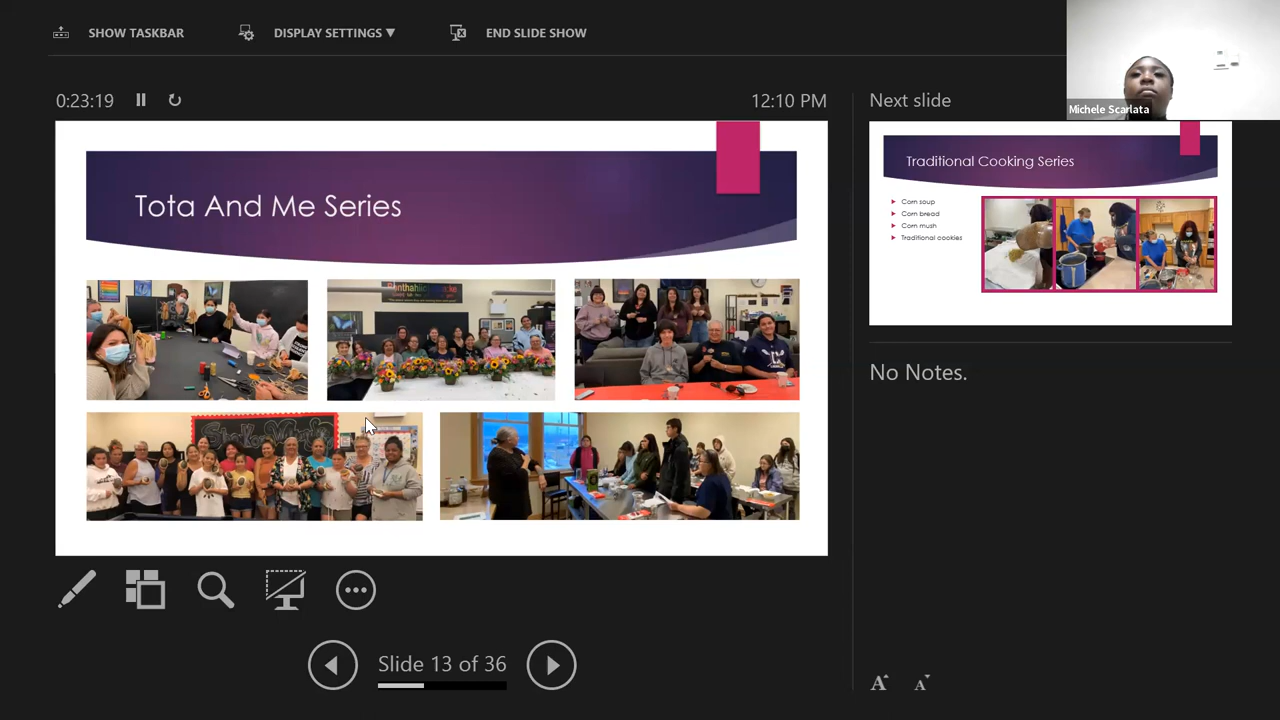 SHOW TASKBAR
DISPLAY SETTINGS ▼
END SLIDE SHOW
Michele Scarlata
0:23:19
12:10 PM
Next slide
Tota And Me Series
Traditional Cooking Series
Corn soup
Corn bread
Corn mush
Traditional cookies
No Notes.
Slide 13 of 36
A A